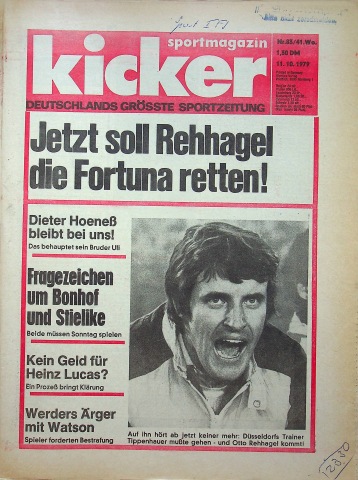 sportmagazin
kicker
DEUTSCHLANDS GRÖSSTE SPORTZEITUNG
Nr. 83/41. Wo.
1,50 DM
11. 10. 1979
Jetzt soll Rehhagel
die Fortuna retten!
Dieter Hoeneß
bleibt bei uns!
Das behauptet sein Bruder Uli
Fragezeichen
um Bonhof
und Stielike
Beide müssen Sonntag spielen
Kein Geld für
Heinz Lucas?
Ein Prozeß bringt Klärung
Werders Ärger
mit Watson
Spieler forderten Bestrafung
Auf ihn hört ab jetzt keiner mehr: Düsseldorfs Trainer
Tippenhauer mußte gehen - und Otto Rehhagel kommt!